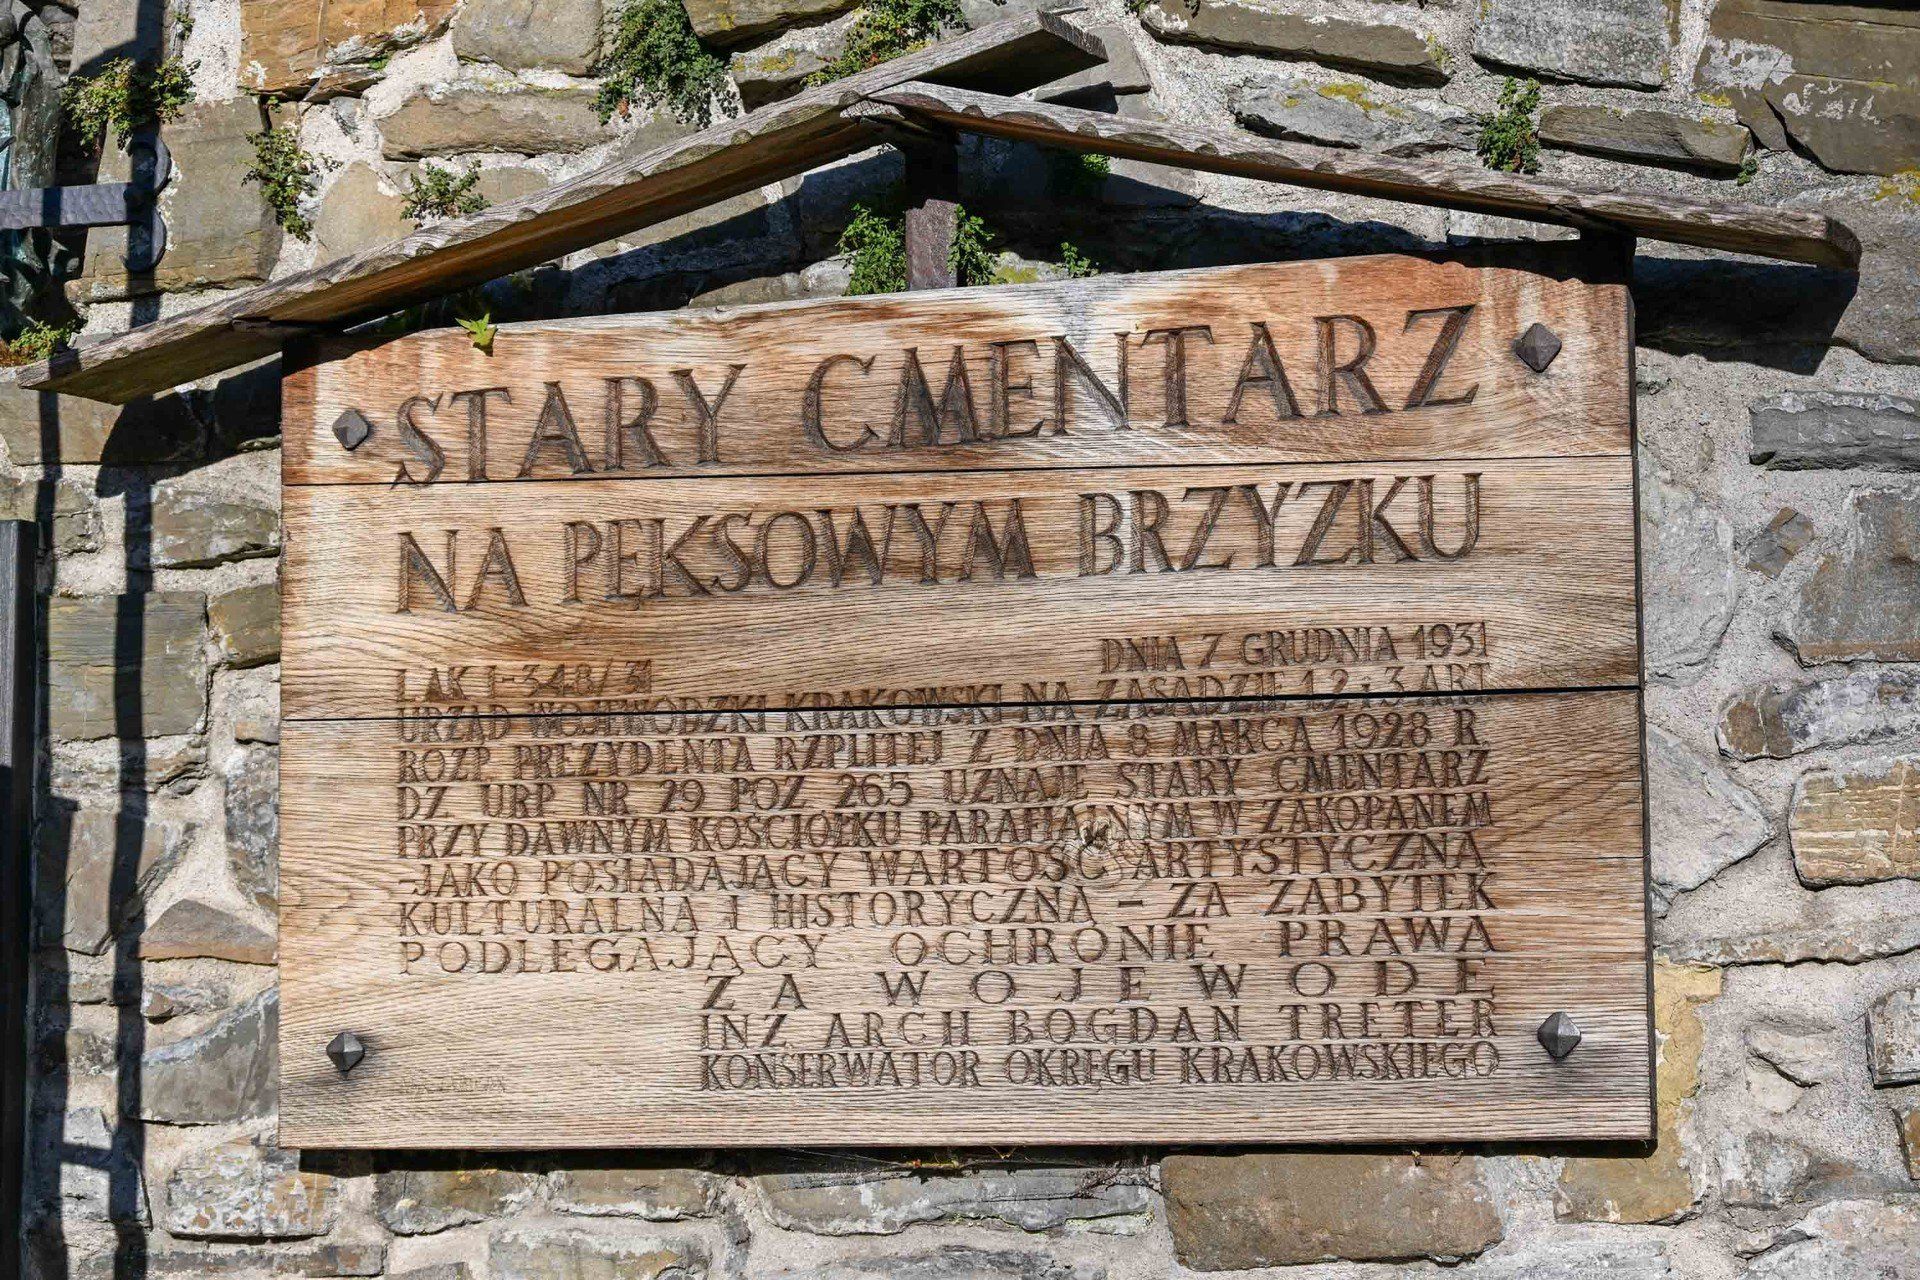 STARY CMENTARZ
NA PĘKSOWYM BRZYZKU
DNIA 7 GRUDNIA 1931
L AK I-348/31
URZĄD WOJEWÓDZKI KRAKOWSKI NA ZASADZIE 1.2 i 3 ART
ROZP. PREZYDENTA RZPLITEJ Z DNIA 8 MARCA 1928 R
DZ. URP NR 29 POZ 265 UZNAJE STARY CMENTARZ
PRZY DAWNYM KOŚCIÓŁKU PARAFIALNYM W ZAKOPANEM
-JAKO POSIADAJĄCY WARTOŚĆ ARTYSTYCZNĄ
KULTURALNĄ I HISTORYCZNĄ - ZA ZABYTEK
PODLEGAJĄCY OCHRONIE PRAWA
ZA WOJEWODĘ
INŻ ARCH BOGDAN TRETER
KONSERWATOR OKRĘGU KRAKOWSKIEGO